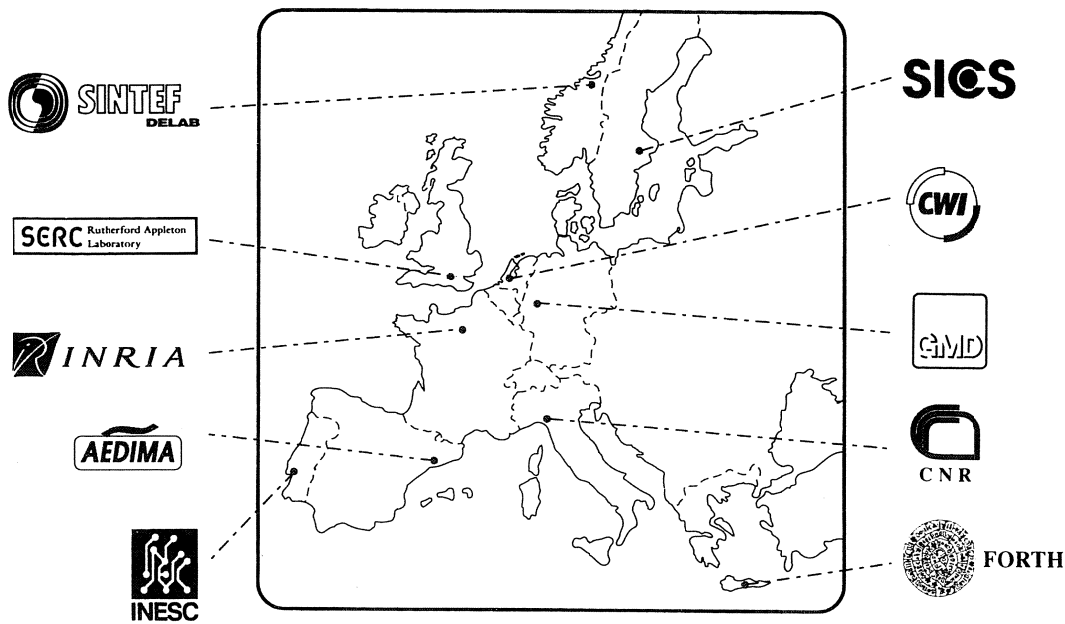 SINTEF
DELAB
SERC Rutherford Appleton
Laboratory
INRIA
AEDIMA
INESC
SICS
CWI
GMD
CNR
FORTH